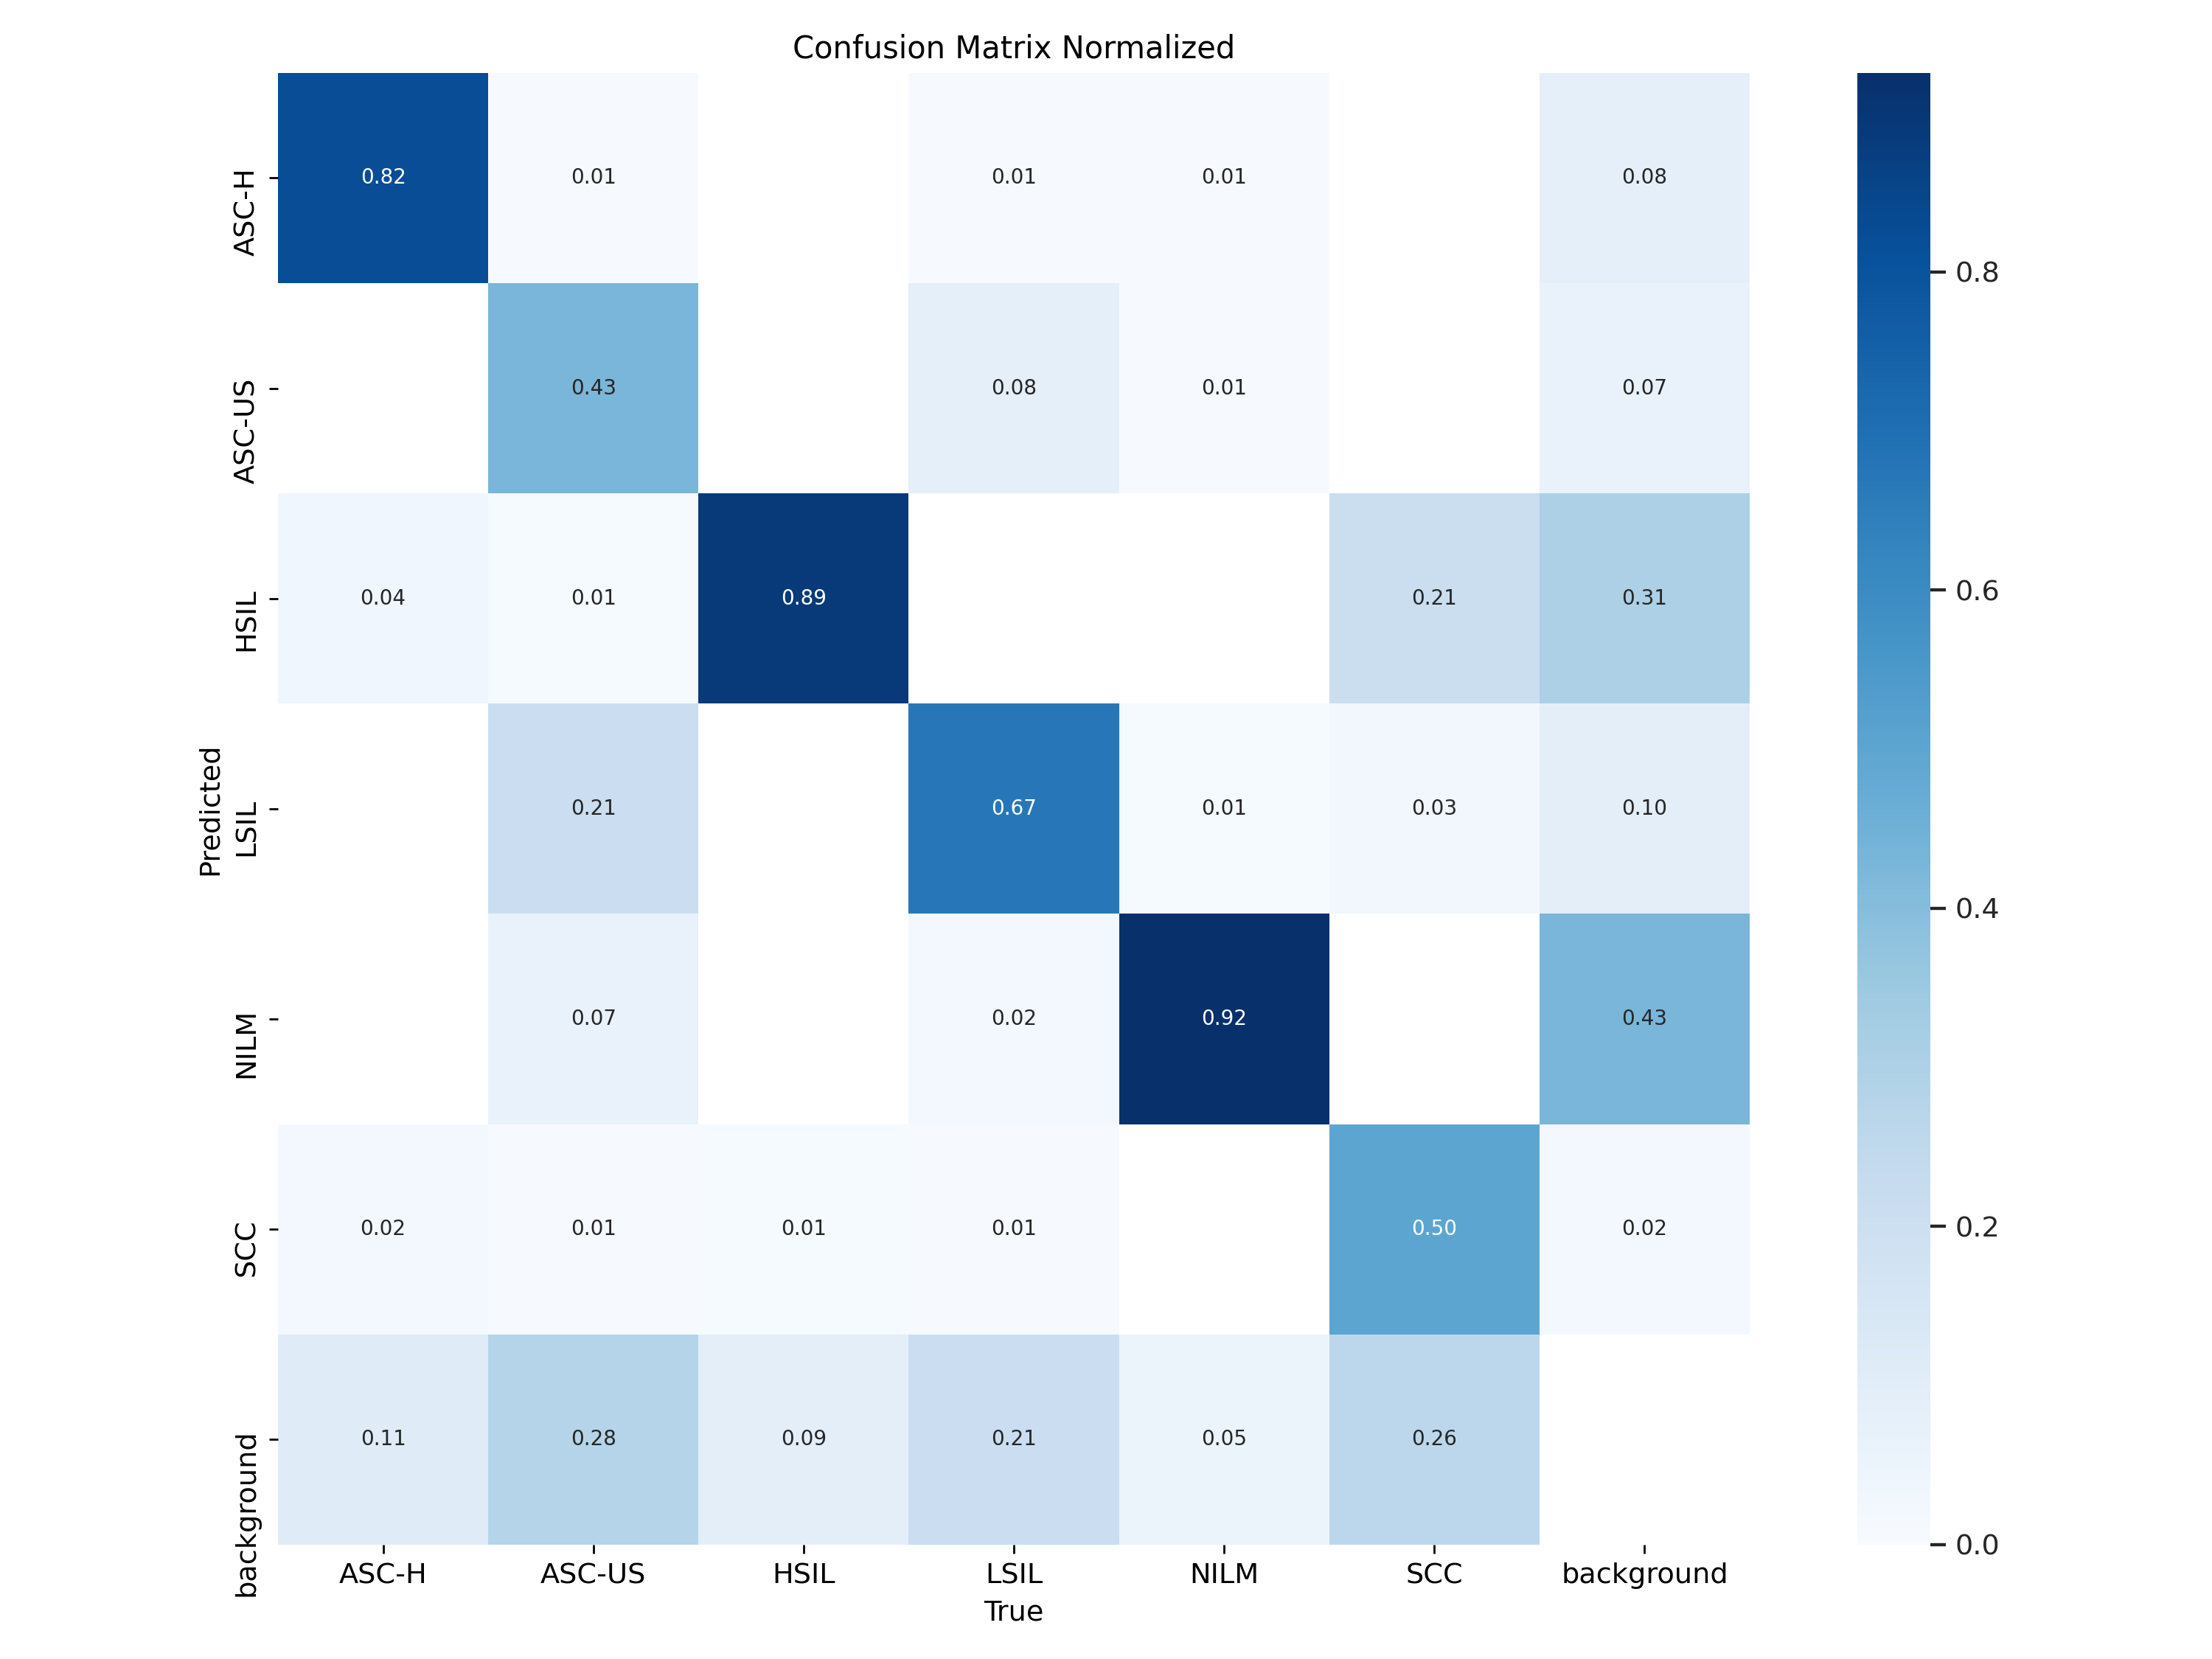 Confusion Matrix Normalized
ASC-H 0.82 0.01 0.01 0.01 0.08
ASC-US 0.43 0.08 0.01 0.07
HSIL 0.04 0.01 0.89 0.21 0.31
LSIL 0.21 0.67 0.01 0.03 0.10
NILM 0.07 0.02 0.92 0.43
SCC 0.02 0.01 0.01 0.01 0.50 0.02
background 0.11 0.28 0.09 0.21 0.05 0.26
Predicted
ASC-H ASC-US HSIL LSIL NILM SCC background
True
0.8
0.6
0.4
0.2
0.0